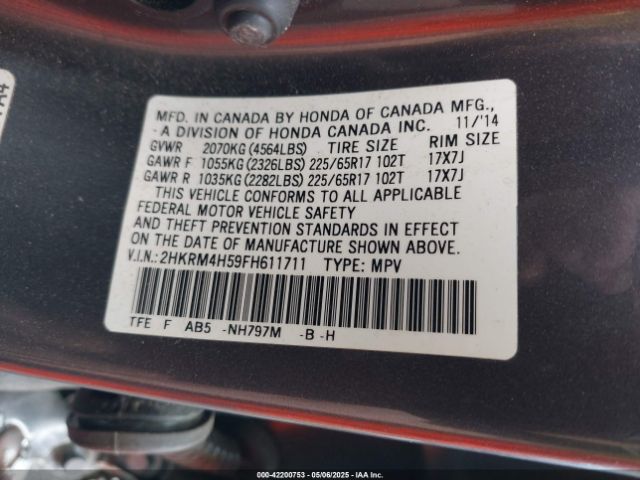 MFD. IN CANADA BY HONDA OF CANADA MFG.,
- A DIVISION OF HONDA CANADA INC. 11/'14
GVWR 2070KG(4564LBS) TIRE SIZE RIM SIZE
GAWR F 1055KG(2326LBS) 225/65R17 102T 17X7J
GAWR R 1035KG(2282LBS) 225/65R17 102T 17X7J
THIS VEHICLE CONFORMS TO ALL APPLICABLE
FEDERAL MOTOR VEHICLE SAFETY
AND THEFT PREVENTION STANDARDS IN EFFECT
ON THE DATE OF MANUFACTURE SHOWN ABOVE.
V.I.N.: 2HKRM4H59FH611711 TYPE: MPV
TFE F AB5 -NH797M -B -H
000-42200753 - 05/06/2025 - IAA Inc.